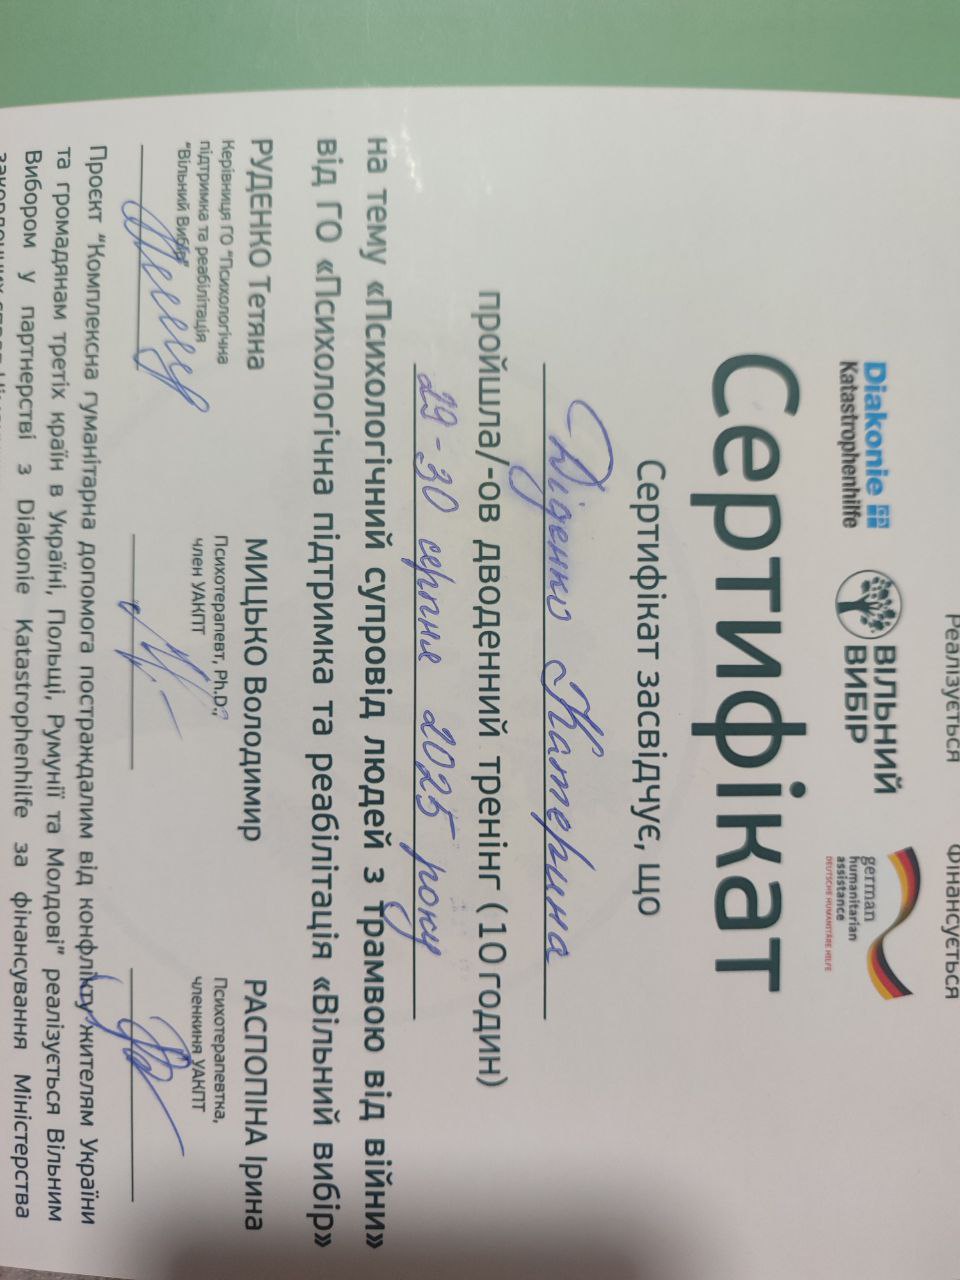 Реалізується
Фінансується
Diakonie
Katastrophenhilfe
ВІЛЬНИЙ
ВИБІР
german
humanitarian
assistance
DEUTSCHE HUMANITÄRE HILFE
Сертифікат
Сертифікат засвідчує, що
Діденко Катерина
пройшла/-ов дводенний тренінг (10 годин)
29-30 серпня 2025 року
на тему «Психологічний супровід людей з трамвою від війни»
від ГО «Психологічна підтримка та реабілітація «Вільний вибір»
РУДЕНКО Тетяна
Керівниця ГО "Психологічна
підтримка та реабілітація
"Вільний Вибір"
МИЦЬКО Володимир
Психотерапевт, Ph.D.,
член УАКПТ
РАСПОПІНА Ірина
Психотерапевтка,
членкиня УАКПТ
Проєкт "Комплексна гуманітарна допомога постраждалим від конфлікту жителям України
та громадянам третіх країн в Україні, Польщі, Румунії та Молдові" реалізується Вільним
Вибором у партнерстві з Diakonie Katastrophenhilfe за фінансування Міністерства